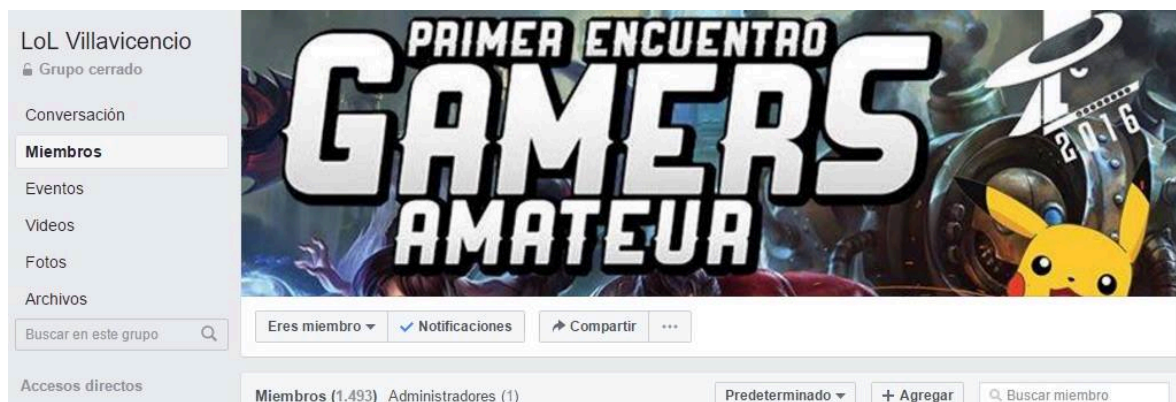 LoL Villavicencio
Grupo cerrado
Conversación
Miembros
Eventos
Videos
Fotos
Archivos
Buscar en este grupo
Accesos directos
PRIMER ENCUENTRO
GAMERS
AMATEUR
2016
Eres miembro
Notificaciones
Compartir
Miembros (1.493) Administradores (1)
Predeterminado
+ Agregar
Buscar miembro